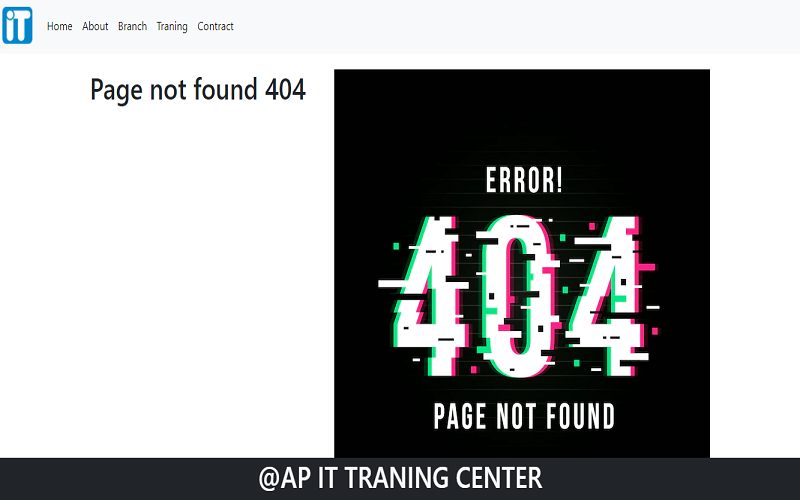 iT Home About Branch Traning Contract
Page not found 404
ERROR!
404
PAGE NOT FOUND
@AP IT TRANING CENTER